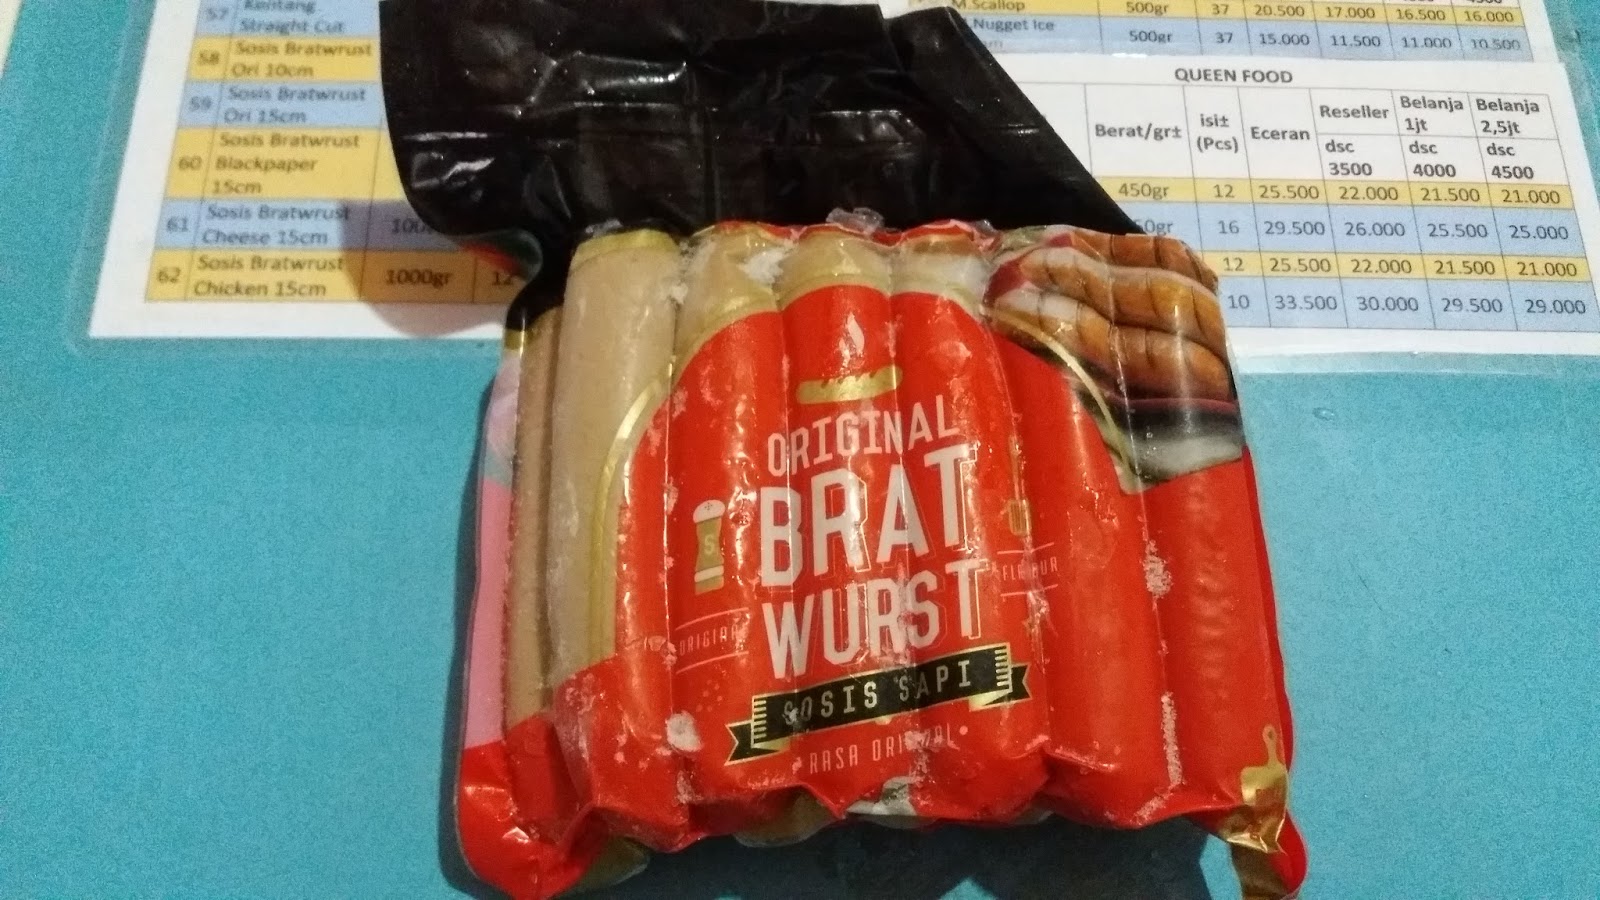 57 Kentang
Straight Cut
58 Sosis Bratwrust
Ori 10cm
59 Sosis Bratwrust
Ori 15cm
60 Sosis Bratwrust
Blackpaper
15cm
61 Sosis Bratwrust
Cheese 15cm
62 Sosis Bratwrust
Chicken 15cm 1000gr 12
M.Scallop 500gr 37 20.500 17.000 16.500 16.000
Nugget Ice
500gr 37 15.000 11.500 11.000 10.500
QUEEN FOOD
Berat/gr± isi± (Pcs) Eceran Reseller Belanja 1jt Belanja 2,5jt
dsc 3500 dsc 4000 dsc 4500
450gr 12 25.500 22.000 21.500 21.000
16 29.500 26.000 25.500 25.000
12 25.500 22.000 21.500 21.000
10 33.500 30.000 29.500 29.000
ORIGINAL
BRAT
WURST
SOSIS SAPI
RASA ORIGINAL
S